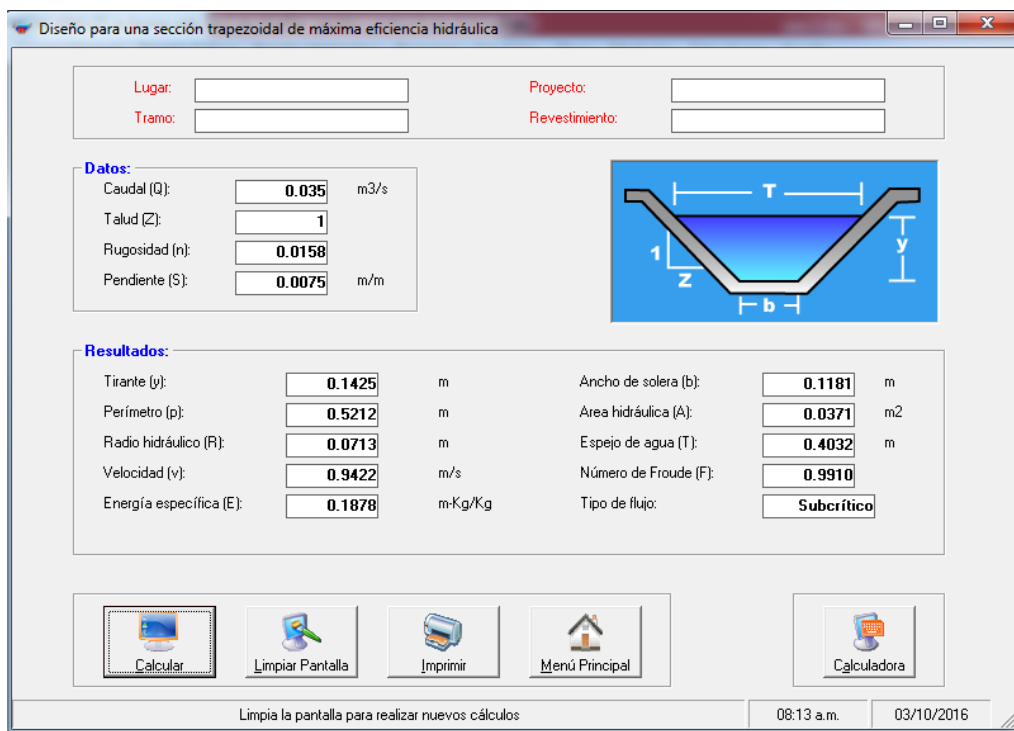 Diseño para una sección trapezoidal de máxima eficiencia hidráulica
Lugar:
Proyecto:
Tramo:
Revestimiento:
Datos:
Caudal (Q): 0.035 m3/s
Talud (Z): 1
Rugosidad (n): 0.0158
Pendiente (S): 0.0075 m/m
T
1
Z
y
b
Resultados:
Tirante (y): 0.1425 m Ancho de solera (b): 0.1181 m
Perímetro (p): 0.5212 m Area hidráulica (A): 0.0371 m2
Radio hidráulico (R): 0.0713 m Espejo de agua (T): 0.4032 m
Velocidad (v): 0.9422 m/s Número de Froude (F): 0.9910
Energía específica (E): 0.1878 m-Kg/Kg Tipo de flujo: Subcrítico
Calcular Limpiar Pantalla Imprimir Menú Principal Calculadora
Limpia la pantalla para realizar nuevos cálculos 08:13 a.m. 03/10/2016